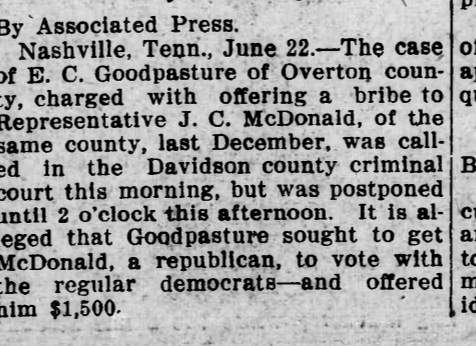 By Associated Press.
Nashville, Tenn., June 22.—The case
of E. C. Goodpasture of Overton coun-
ty, charged with offering a bribe to
Representative J. C. McDonald, of the
same county, last December, was call-
ed in the Davidson county criminal
court this morning, but was postponed
until 2 o'clock this afternoon. It is al-
leged that Goodpasture sought to get
McDonald, a republican, to vote with
the regular democrats—and offered
him $1,500.